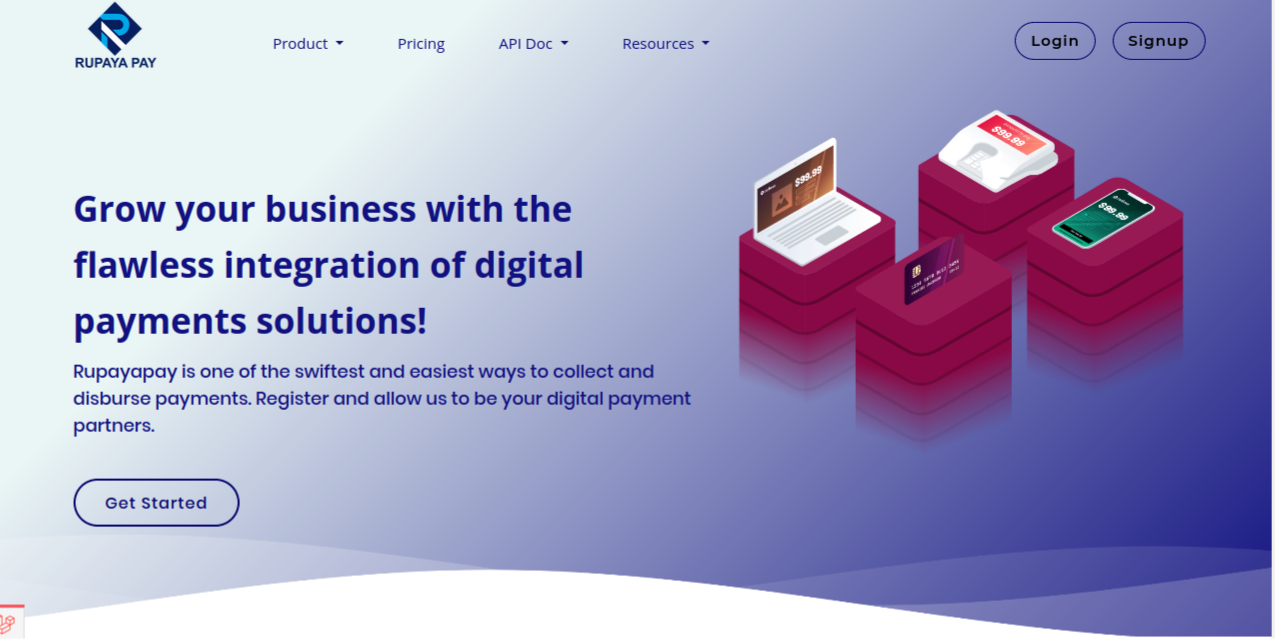 RUPAYA PAY
Product
Pricing
API Doc
Resources
Login
Signup
Grow your business with the
flawless integration of digital
payments solutions!
Rupayapay is one of the swiftest and easiest ways to collect and
disburse payments. Register and allow us to be your digital payment
partners.
Get Started
$99.99
$99.99
$99.99